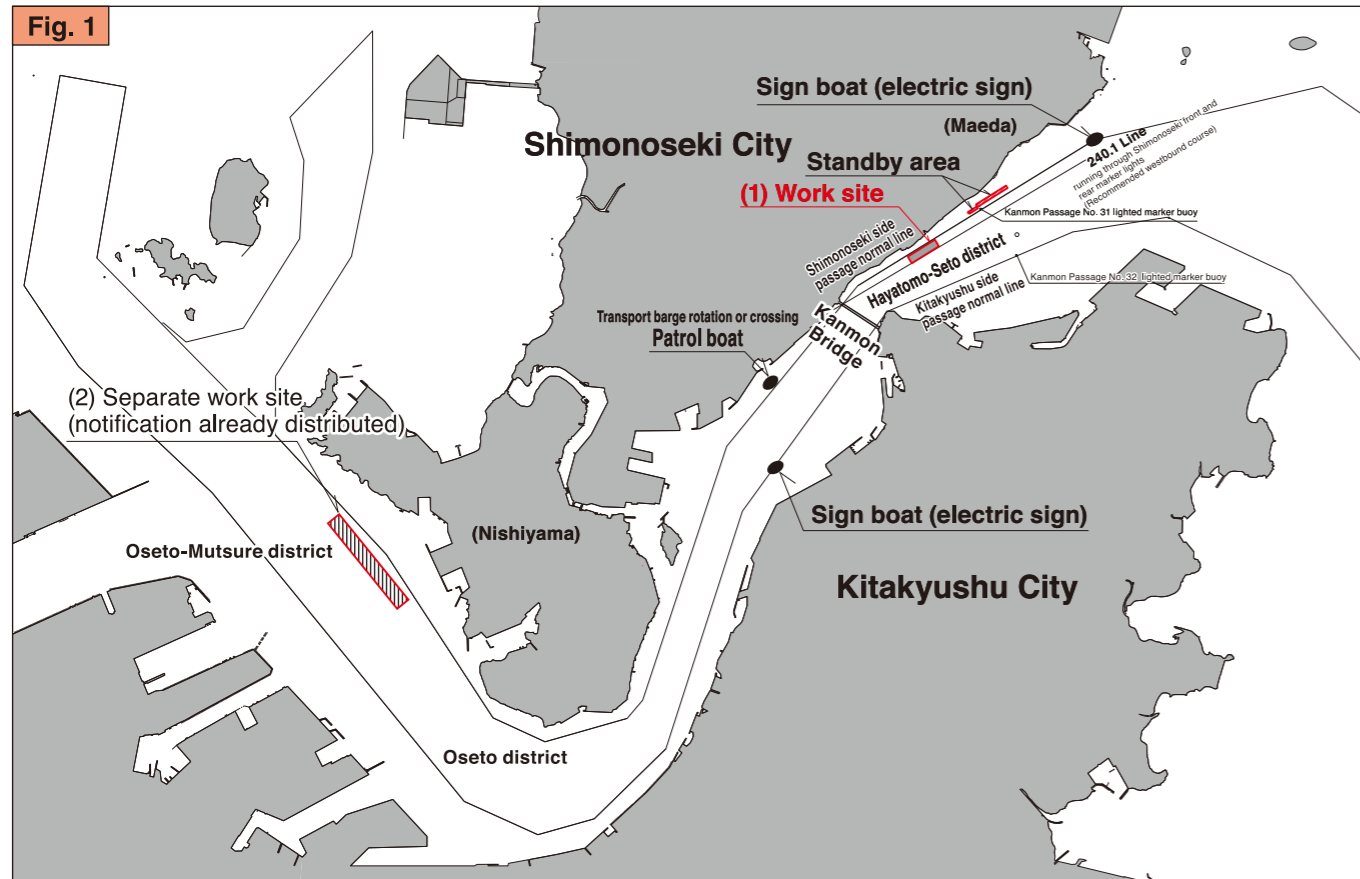 Fig. 1
Sign boat (electric sign)
(Maeda)
Shimonoseki City
240.1 Line
running through Shimonoseki front and
rear marker lights
(Recommended westbound course)
Standby area
(1) Work site
Kanmon Passage No. 31 lighted marker buoy
Shimonoseki side
passage normal line
Hayatomo-Seto district
Kanmon Passage No. 32 lighted marker buoy
Kitakyushu side
passage normal line
Kanmon
Bridge
Transport barge rotation or crossing
Patrol boat
(2) Separate work site
(notification already distributed)
Sign boat (electric sign)
(Nishiyama)
Oseto-Mutsure district
Kitakyushu City
Oseto district